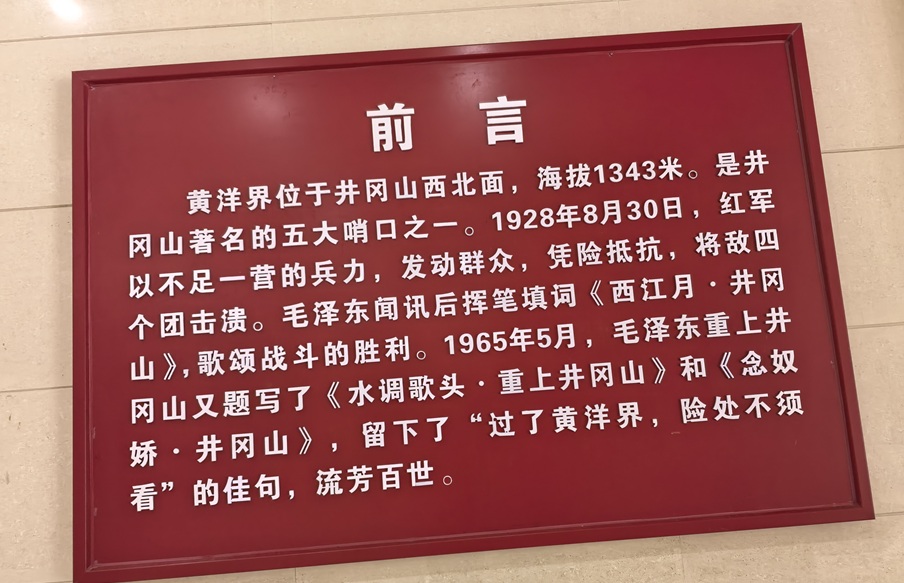 前 言
黄洋界位于井冈山西北面，海拔1343米。是井
冈山著名的五大哨口之一。1928年8月30日，红军
以不足一营的兵力，发动群众，凭险抵抗，将敌四
个团击溃。毛泽东闻讯后挥笔填词《西江月·井冈
山》,歌颂战斗的胜利。1965年5月，毛泽东重上井
冈山又题写了《水调歌头·重上井冈山》和《念奴
娇·井冈山》，留下了“过了黄洋界，险处不须
看”的佳句，流芳百世。